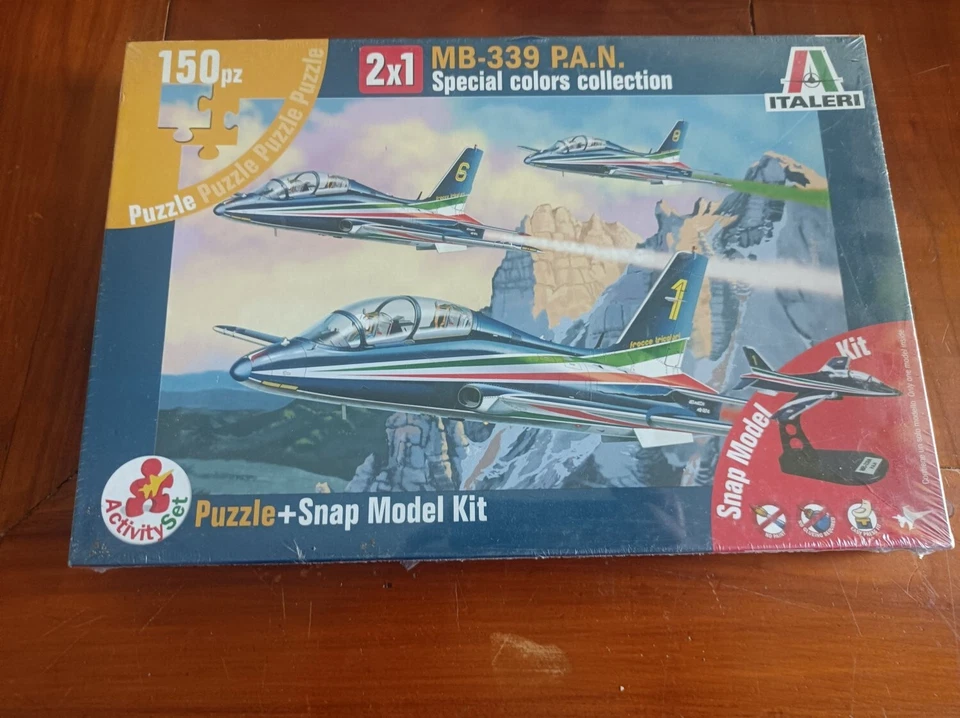 150pz
Puzzle Puzzle Puzzle Puzzle
2x1
MB-339 P.A.N.
Special colors collection
ITALERI
6
8
1
frecce tricolori
Kit
Snap Model
1
Activity Set
Puzzle+Snap Model Kit